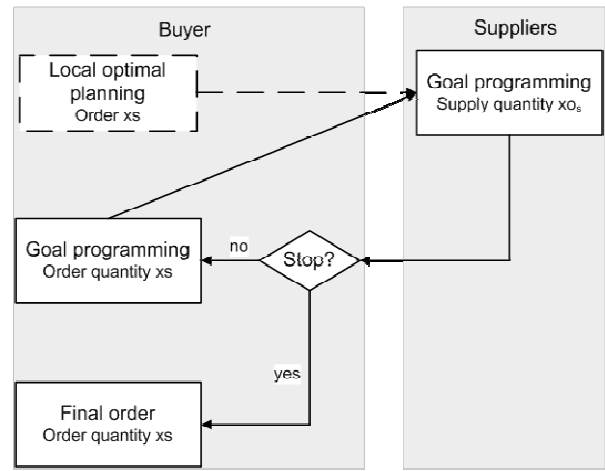 Buyer
Suppliers
Local optimal
planning
Order xs
Goal programming
Supply quantity xoₛ
Goal programming
Order quantity xs
no
Stop?
yes
Final order
Order quantity xs